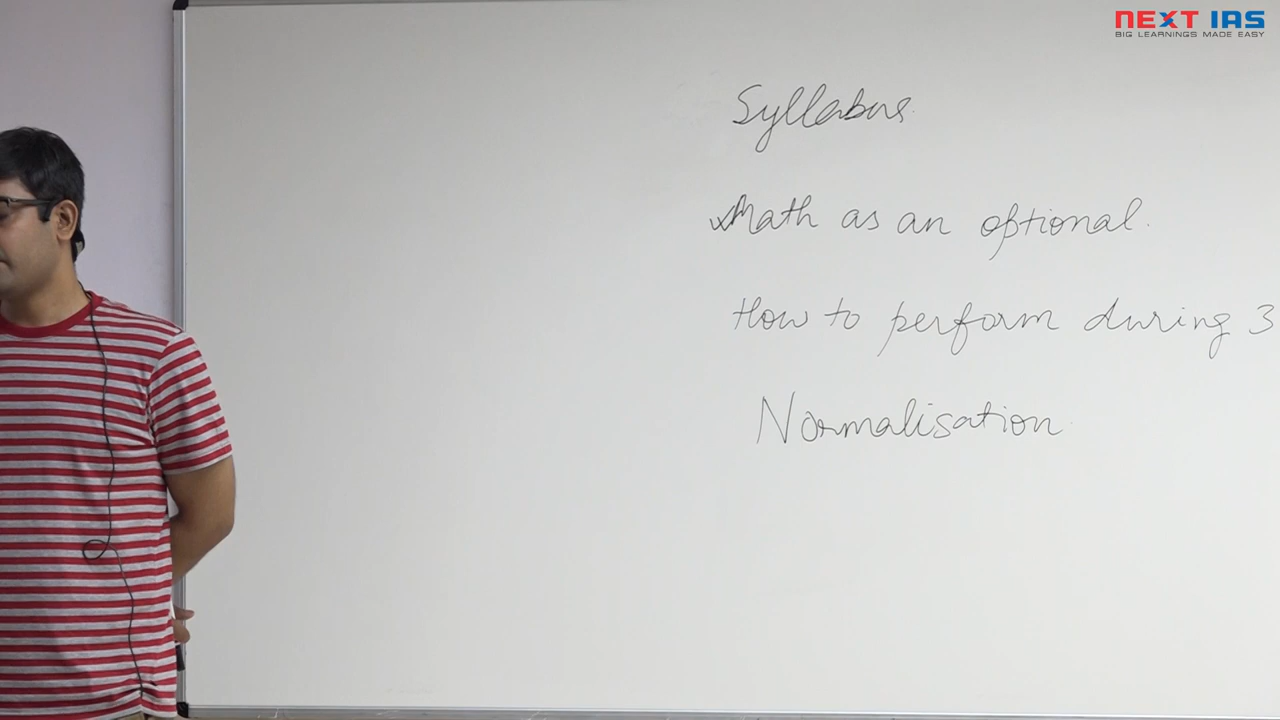 NEXT IAS
BIG LEARNINGS MADE EASY
Syllabus
Math as an optional.
How to perform during 3
Normalisation